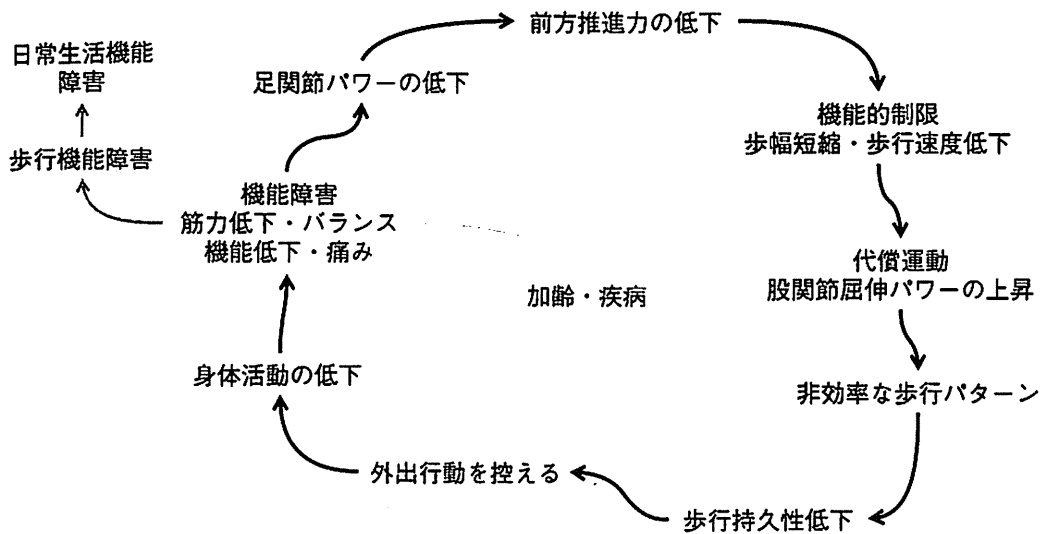 前方推進力の低下
日常生活機能
障害
足関節パワーの低下
機能的制限
歩幅短縮・歩行速度低下
歩行機能障害
機能障害
筋力低下・バランス
機能低下・痛み
代償運動
股関節屈伸パワーの上昇
加齢・疾病
身体活動の低下
非効率な歩行パターン
外出行動を控える
歩行持久性低下